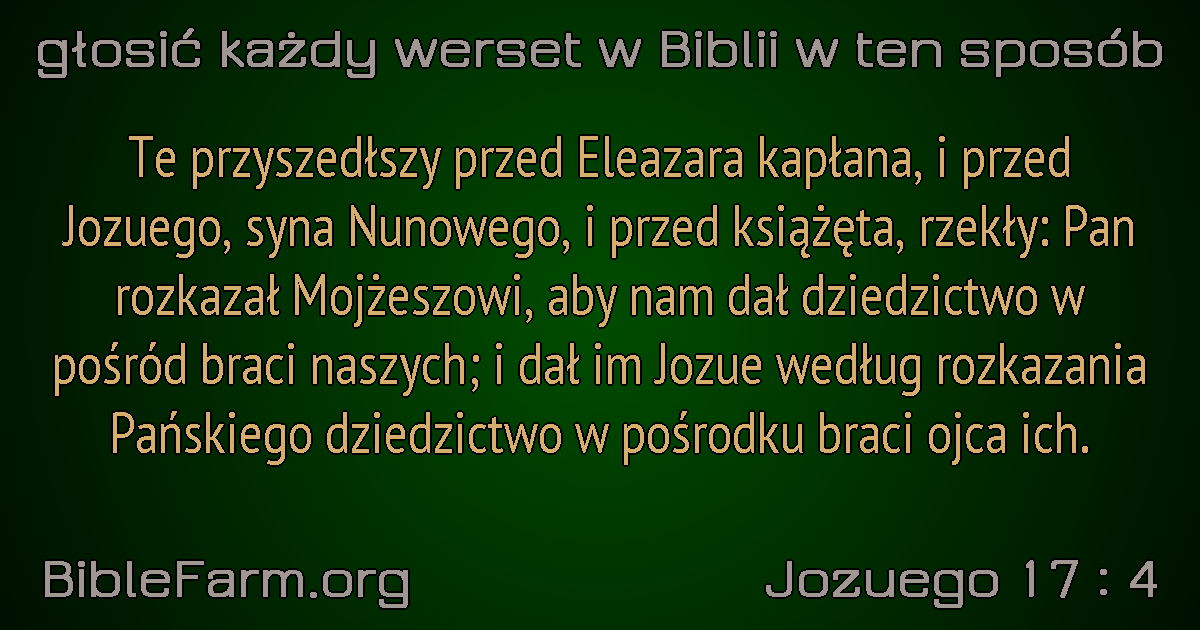 głosić każdy werset w Biblii w ten sposób
Te przyszedłszy przed Eleazara kapłana, i przed
Jozuego, syna Nunowego, i przed książęta, rzekły: Pan
rozkazał Mojżeszowi, aby nam dał dziedzictwo w
pośród braci naszych; i dał im Jozue według rozkazania
Pańskiego dziedzictwo w pośrodku braci ojca ich.
BibleFarm.org
Jozuego 17 : 4